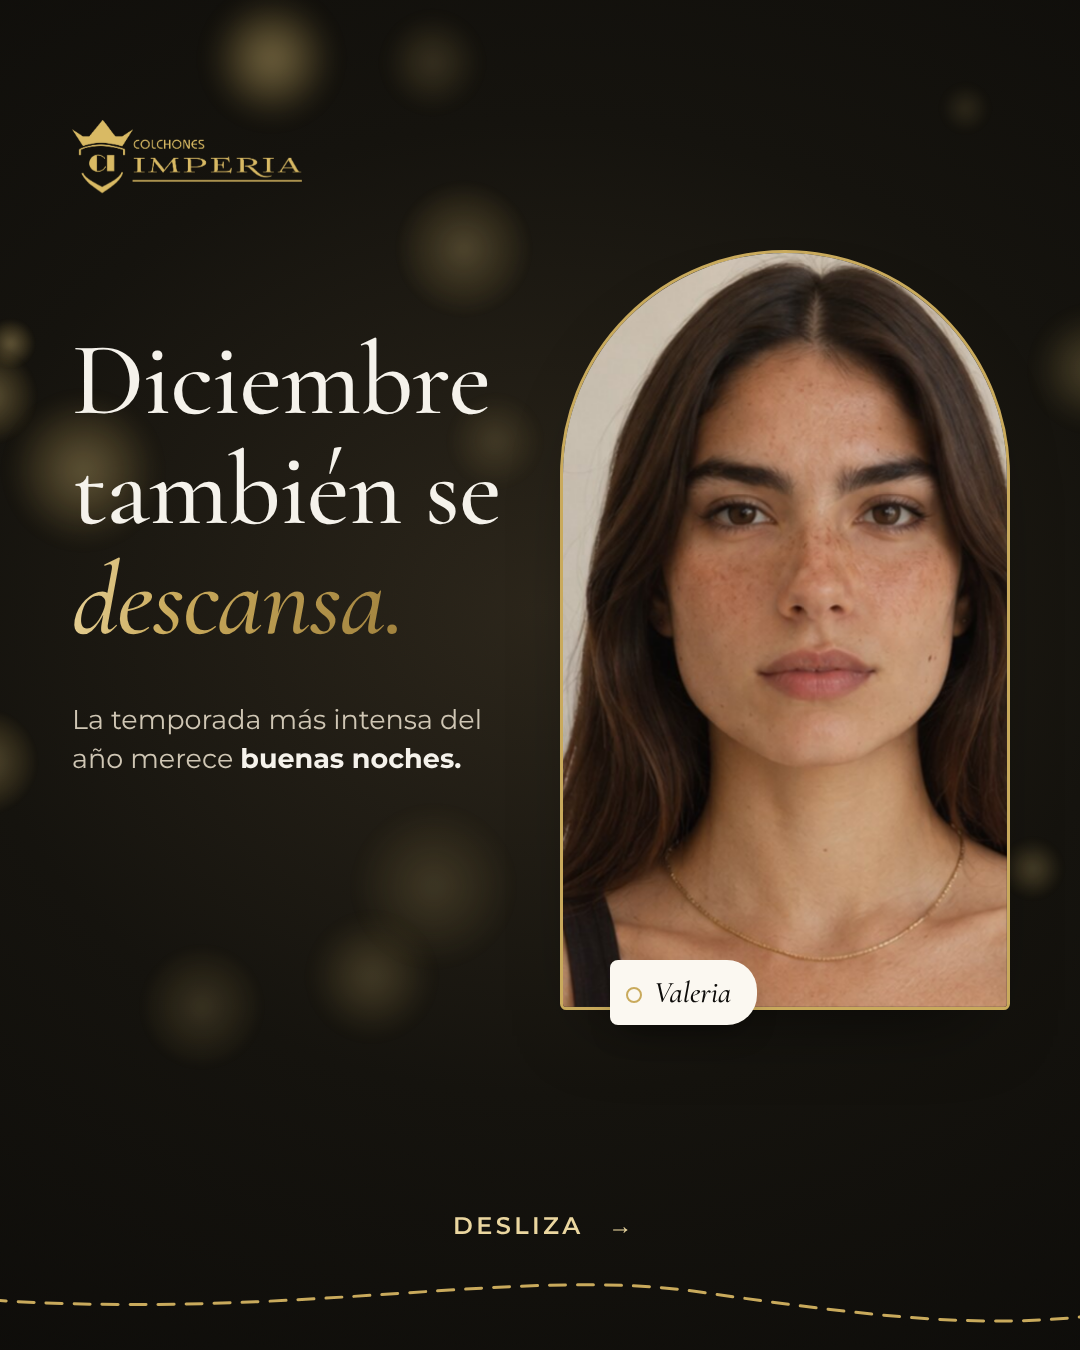 COLCHONES
IMPERIA
Diciembre
también se
descansa.
La temporada más intensa del
año merece buenas noches.
Valeria
DESLIZA →